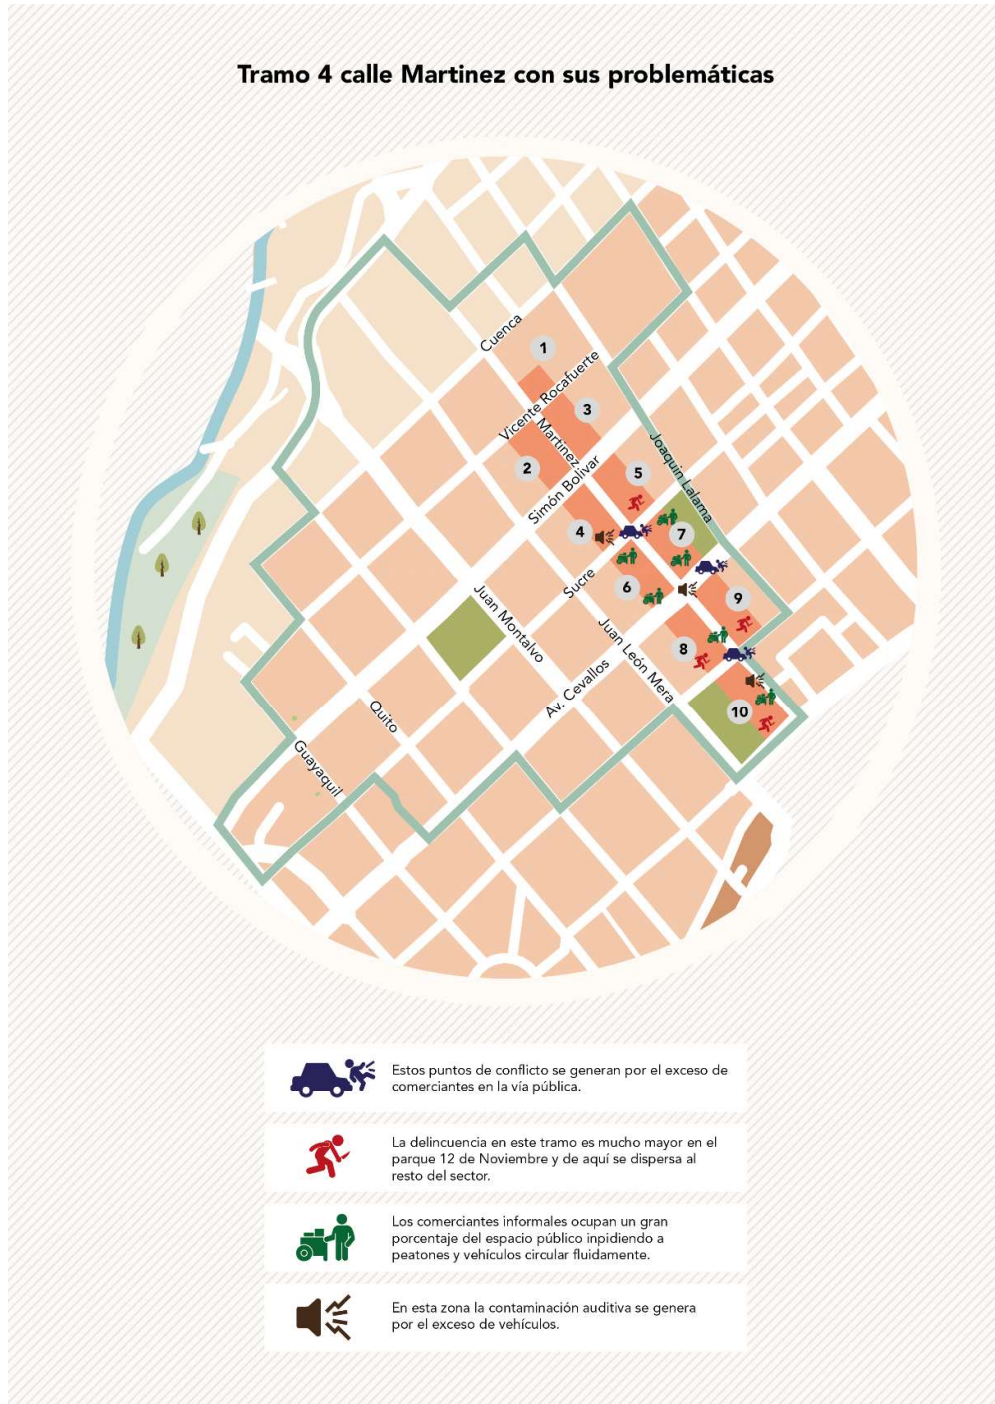 Tramo 4 calle Martinez con sus problemáticas
Cuenca
1
Vicente Rocafuerte
3
Martinez
Joaquin Lalama
2
5
Simón Bolívar
4
7
Sucre
6
9
Juan Montalvo
Juan León Mera
8
Av. Cevallos
10
Quito
Guayaquil
Estos puntos de conflicto se generan por el exceso de
comerciantes en la vía pública.
La delincuencia en este tramo es mucho mayor en el
parque 12 de Noviembre y de aquí se dispersa al
resto del sector.
Los comerciantes informales ocupan un gran
porcentaje del espacio público inpidiendo a
peatones y vehículos circular fluidamente.
En esta zona la contaminación auditiva se genera
por el exceso de vehículos.